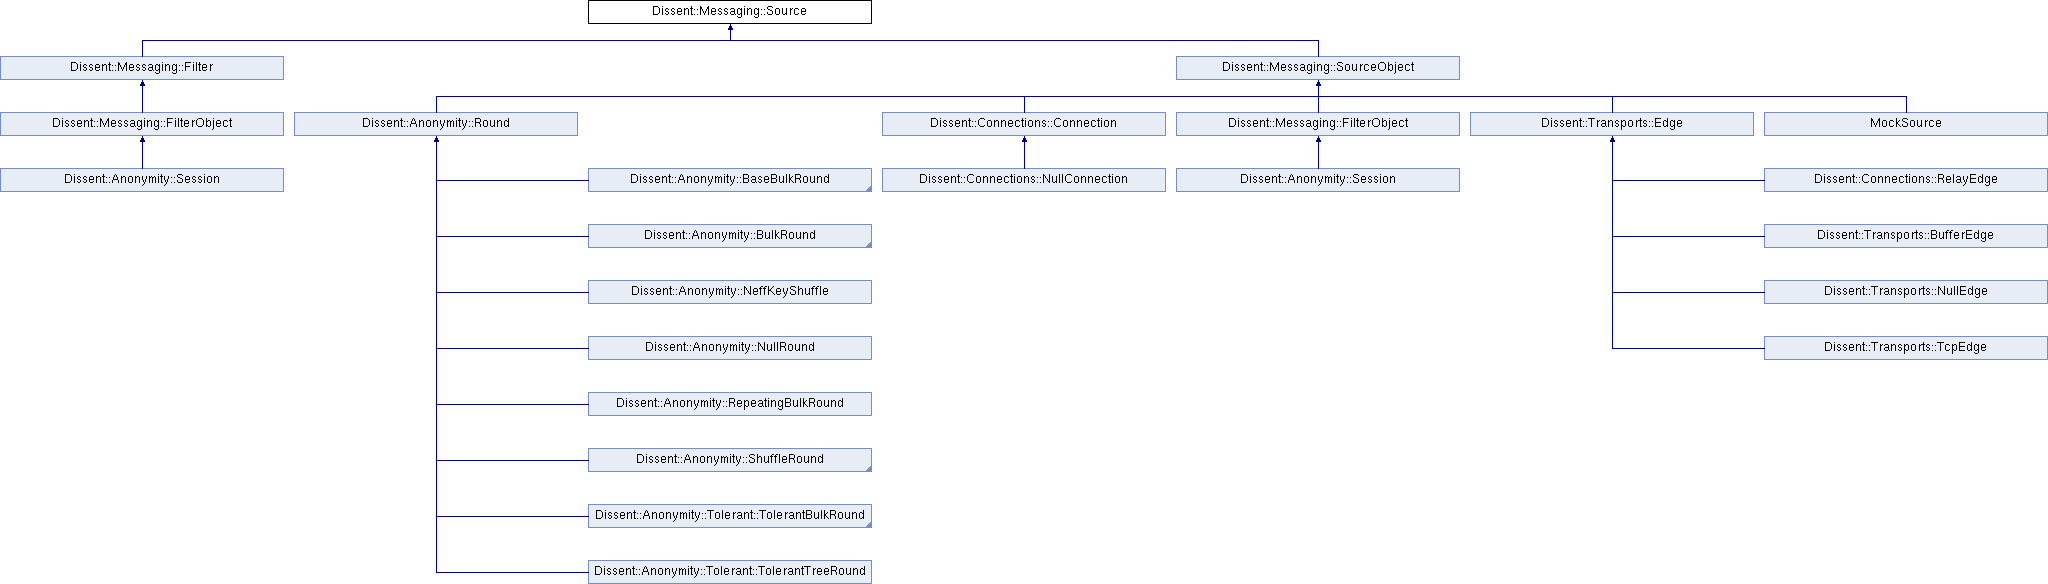 Dissent::Messaging::Source
Dissent::Messaging::Filter
Dissent::Messaging::SourceObject
Dissent::Messaging::FilterObject
Dissent::Anonymity::Round
Dissent::Connections::Connection
Dissent::Messaging::FilterObject
Dissent::Transports::Edge
MockSource
Dissent::Anonymity::Session
Dissent::Anonymity::BaseBulkRound
Dissent::Connections::NullConnection
Dissent::Anonymity::Session
Dissent::Connections::RelayEdge
Dissent::Anonymity::BulkRound
Dissent::Transports::BufferEdge
Dissent::Anonymity::NeffKeyShuffle
Dissent::Transports::NullEdge
Dissent::Anonymity::NullRound
Dissent::Transports::TcpEdge
Dissent::Anonymity::RepeatingBulkRound
Dissent::Anonymity::ShuffleRound
Dissent::Anonymity::Tolerant::TolerantBulkRound
Dissent::Anonymity::Tolerant::TolerantTreeRound